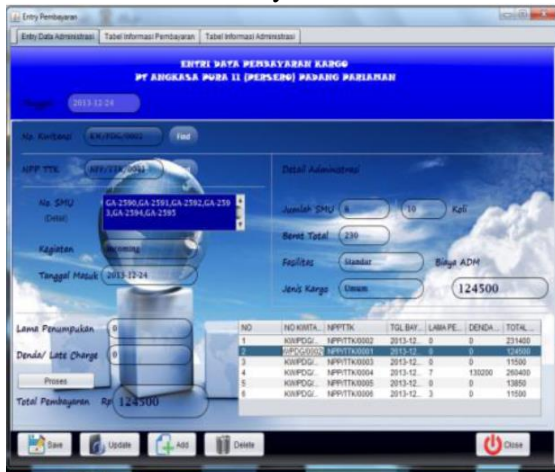 Entry Pembayaran
Entry Data Administrasi Tabel Informasi Pembayaran Tabel Informasi Administrasi
ENTRI DATA PEMBAYARAN KARGO
PT ANGKASA PURA II (PERSERO) PADANG PARIAMAN
Tanggal 2013-12-24
No. Kwitansi KW/PDG/0002 Find
NPP TTK NPP/TTK/0001
Detail Administrasi
No. SMU
(Detail)
GA-2590,GA-2591,GA-2592,GA-259
3,GA-2594,GA-2595
Jumlah SMU 6 10 Koli
Berat Total 230
Kegiatan Incoming
Fasilitas Standar Biaya ADM
Tanggal Masuk 2013-12-24
Jenis Kargo Umum 124500
Lama Penumpukan 0
Denda/ Late Charge 0
Proses
Total Pembayaran Rp 124500
NO NO KWITA... NPP/TTK TGL BAY... LAMA PE... DENDA... TOTAL...
1 KW/PDG/... NPP/TTK/0002 2013-12... 0 0 231400
2 KW/PDG/0002 NPP/TTK/0001 2013-12... 0 0 124500
3 KW/PDG/... NPP/TTK/0003 2013-12... 0 0 11500
4 KW/PDG/... NPP/TTK/0004 2013-12... 7 130200 260400
5 KW/PDG/... NPP/TTK/0005 2013-12... 0 0 13850
6 KW/PDG/... NPP/TTK/0006 2013-12... 3 0 11500
Save Update Add Delete Close